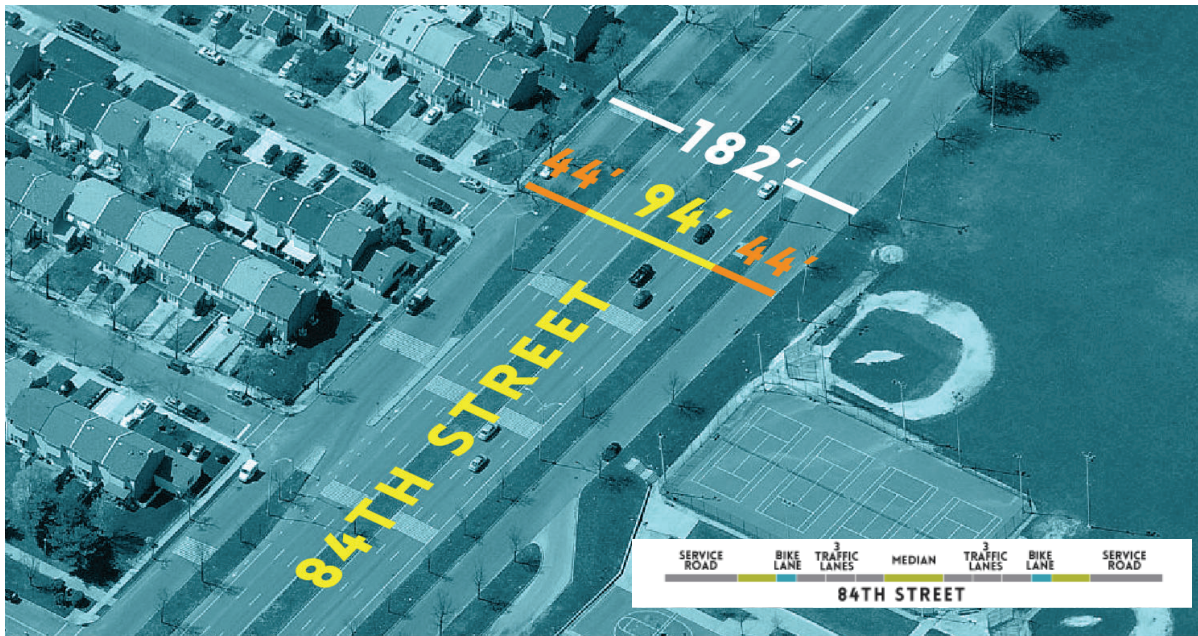 182'
44'
94'
44'
84TH STREET
SERVICE ROAD
BIKE LANE
3 TRAFFIC LANES
MEDIAN
3 TRAFFIC LANES
BIKE LANE
SERVICE ROAD
84TH STREET